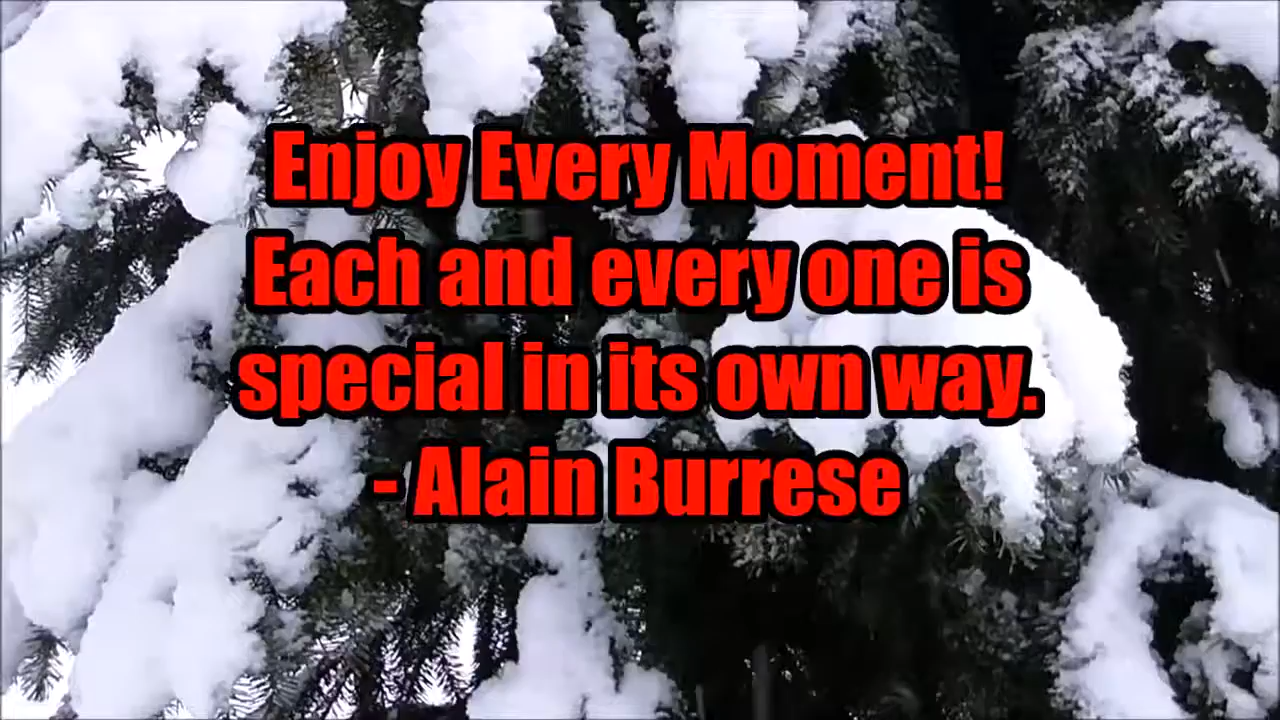 Enjoy Every Moment!
Each and every one is
special in its own way.
- Alain Burrese